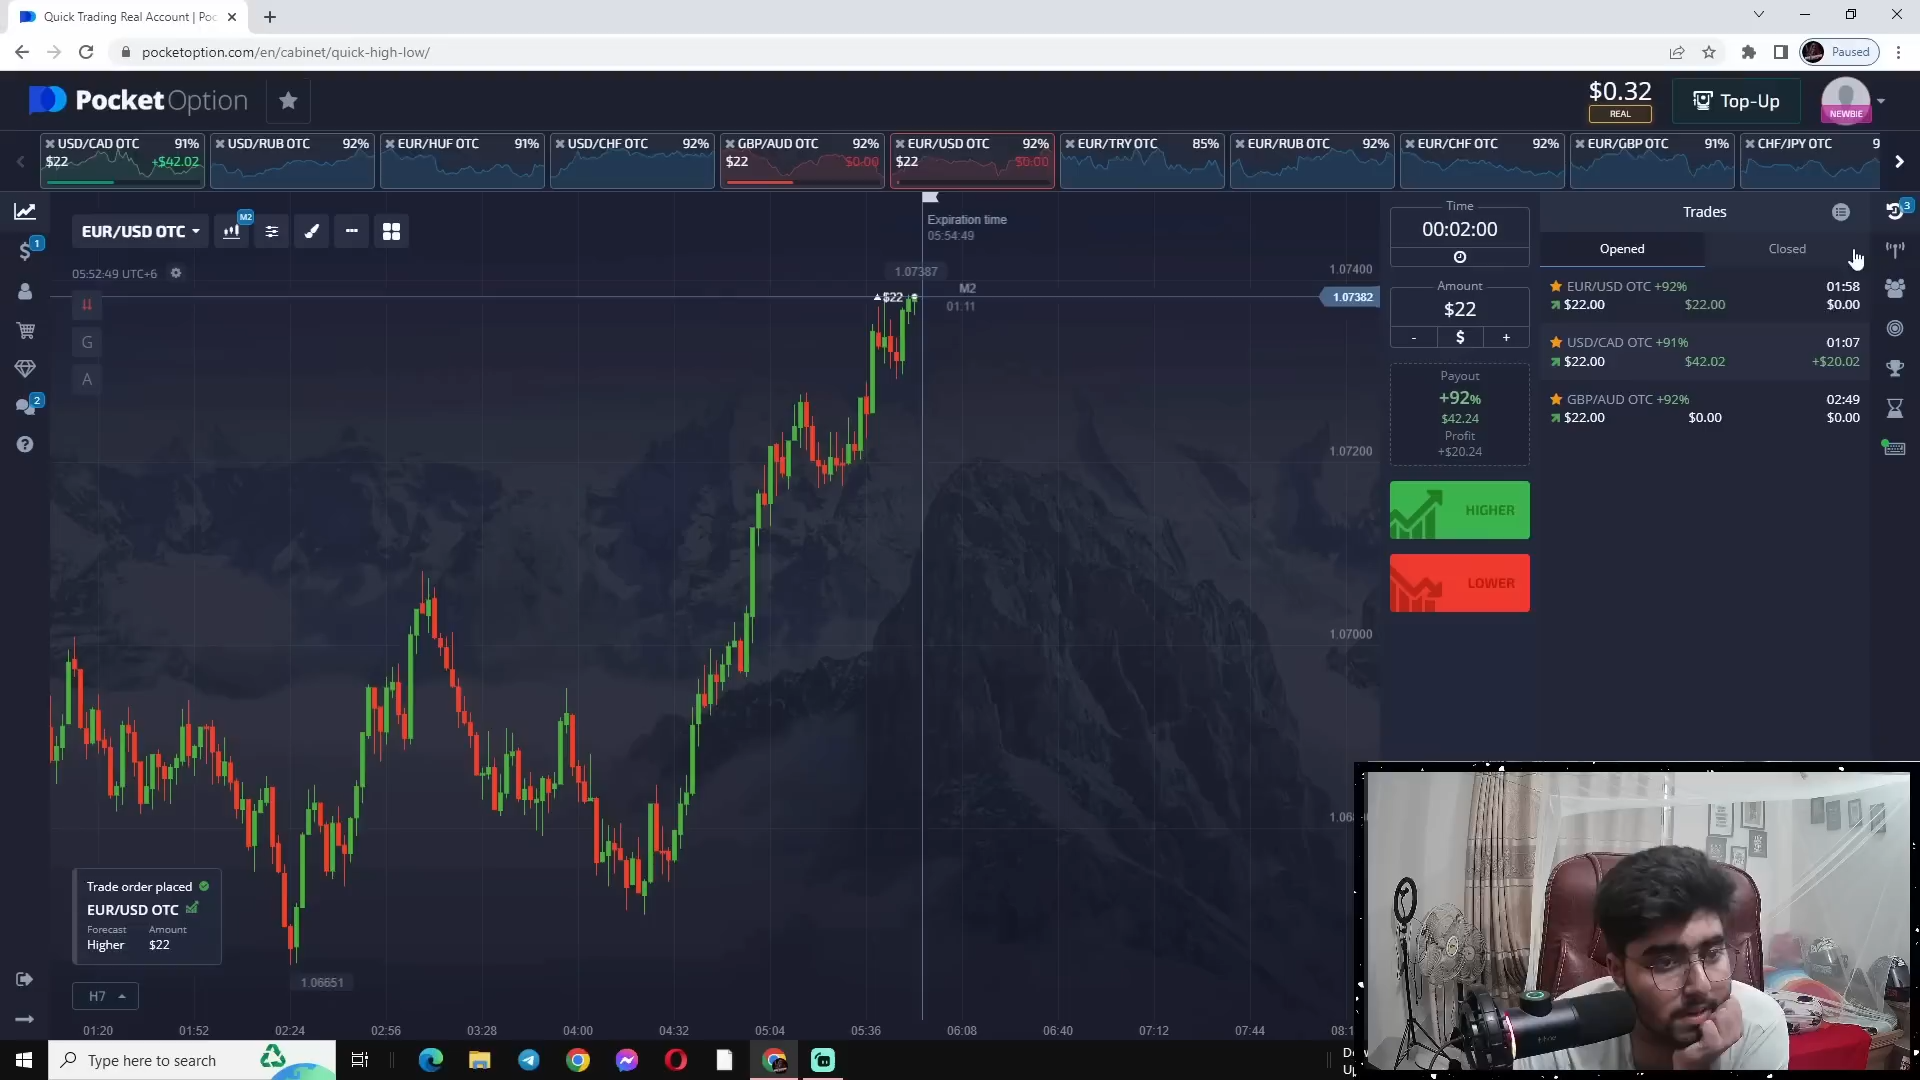 Quick Trading Real Account | Poc
pocketoption.com/en/cabinet/quick-high-low/
Paused
PocketOption
$0.32
REAL
Top-Up
NEWBIE
USD/CAD OTC 91%
$22 +$42.02
USD/RUB OTC 92%
EUR/HUF OTC 91%
USD/CHF OTC 92%
GBP/AUD OTC 92%
$22 $0.00
EUR/USD OTC 92%
$22 $0.00
EUR/TRY OTC 85%
EUR/RUB OTC 92%
EUR/CHF OTC 92%
EUR/GBP OTC 91%
CHF/JPY OTC 9
1
2
EUR/USD OTC
M2
05:52:49 UTC+6
G
A
Expiration time
05:54:49
1.07387
$22
M2
01:11
1.07400
1.07382
1.07200
1.07000
1.06651
Trade order placed
EUR/USD OTC
Forecast Amount
Higher $22
H7
01:20 01:52 02:24 02:56 03:28 04:00 04:32 05:04 05:36 06:08 06:40 07:12 07:44
Time
00:02:00
Amount
$22
- $ +
Payout
+92%
$42.24
Profit
+$20.24
HIGHER
LOWER
Trades
3
Opened Closed
EUR/USD OTC +92% 01:58
$22.00 $22.00 $0.00
USD/CAD OTC +91% 01:07
$22.00 $42.02 +$20.02
GBP/AUD OTC +92% 02:49
$22.00 $0.00 $0.00
Type here to search